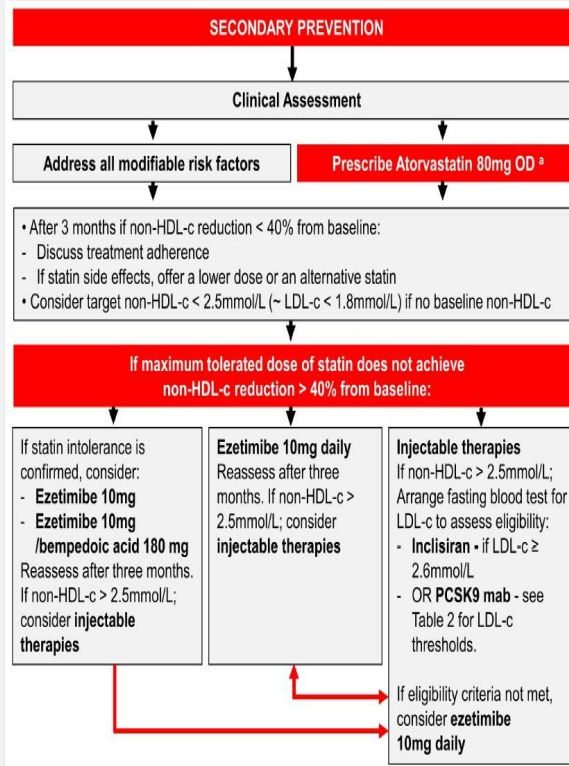 SECONDARY PREVENTION
Clinical Assessment
Address all modifiable risk factors
Prescribe Atorvastatin 80mg OD ª
• After 3 months if non-HDL-c reduction < 40% from baseline:
- Discuss treatment adherence
- If statin side effects, offer a lower dose or an alternative statin
• Consider target non-HDL-c < 2.5mmol/L (~ LDL-c < 1.8mmol/L) if no baseline non-HDL-c
If maximum tolerated dose of statin does not achieve
non-HDL-c reduction > 40% from baseline:
If statin intolerance is
confirmed, consider:
- Ezetimibe 10mg
- Ezetimibe 10mg
/bempedoic acid 180 mg
Reassess after three months.
If non-HDL-c > 2.5mmol/L;
consider injectable
therapies
Ezetimibe 10mg daily
Reassess after three
months. If non-HDL-c >
2.5mmol/L; consider
injectable therapies
Injectable therapies
If non-HDL-c > 2.5mmol/L;
Arrange fasting blood test for
LDL-c to assess eligibility:
- Inclisiran - if LDL-c ≥
2.6mmol/L
- OR PCSK9 mab - see
Table 2 for LDL-c
thresholds.
If eligibility criteria not met,
consider ezetimibe
10mg daily